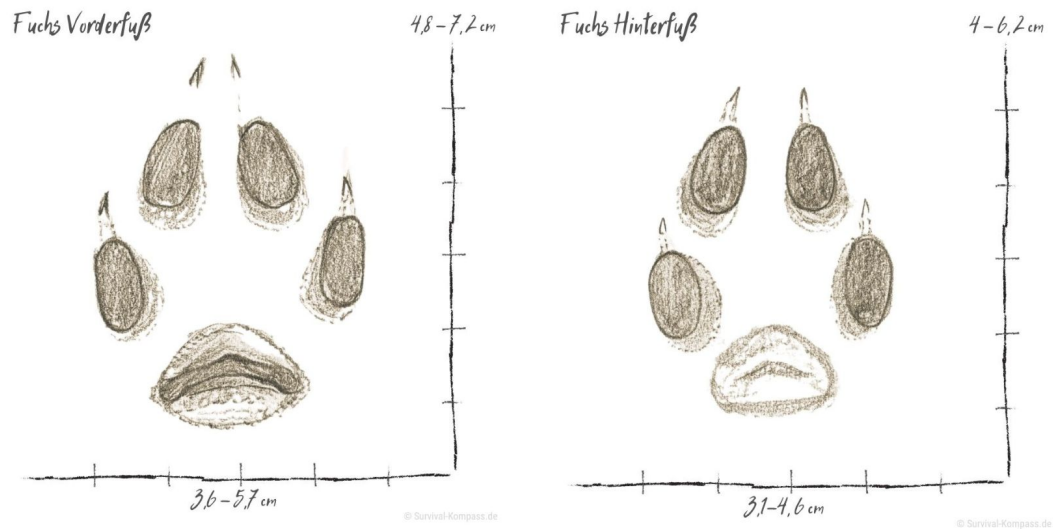 Fuchs Vorderfuß
4,8–7,2 cm
3,6–5,7 cm
© Survival-Kompass.de
Fuchs Hinterfuß
4–6,2 cm
3,1–4,6 cm
© Survival-Kompass.de